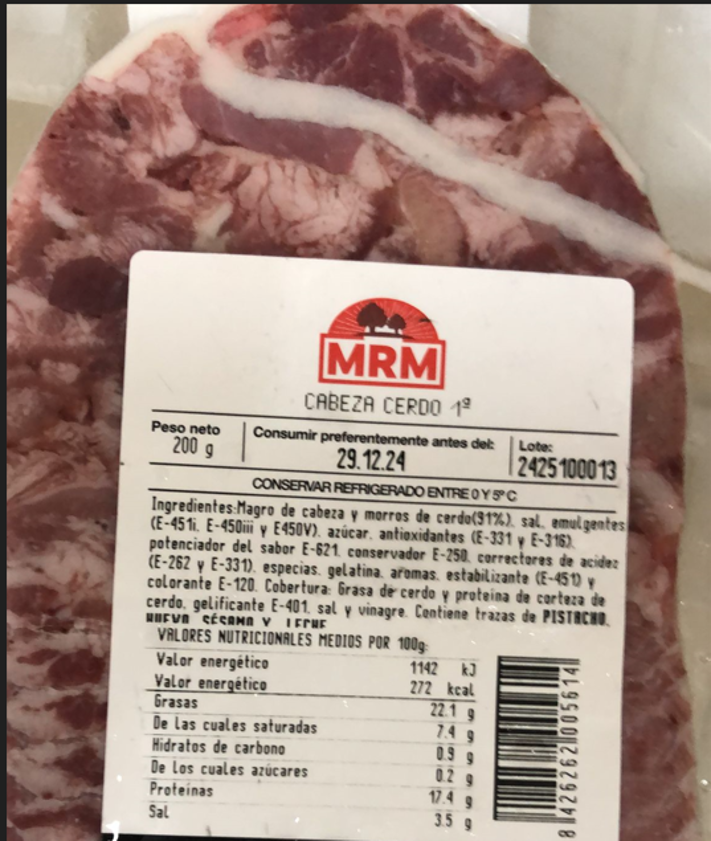 MRM
CABEZA CERDO 1ª
Peso neto
200 g
Consumir preferentemente antes del:
29.12.24
Lote:
2425100013
CONSERVAR REFRIGERADO ENTRE 0 Y 5º C
Ingredientes:Magro de cabeza y morros de cerdo(91%), sal, emulgentes
(E-451i, E-450iii y E450V), azúcar, antioxidantes (E-331 y E-316),
potenciador del sabor E-621, conservador E-250, correctores de acidez
(E-262 y E-331), especias, gelatina, aromas, estabilizante (E-451) y
colorante E-120. Cobertura: Grasa de cerdo y proteína de corteza de
cerdo, gelificante E-401, sal y vinagre. Contiene trazas de PISTACHO,
HUEVO, SÉSAMO Y LECHE
VALORES NUTRICIONALES MEDIOS POR 100g:
Valor energético 1142 kJ
Valor energético 272 kcal
Grasas 22.1 g
De las cuales saturadas 7.4 g
Hidratos de carbono 0.9 g
De los cuales azúcares 0.2 g
Proteínas 17.4 g
Sal 3.5 g
8 426262 005614